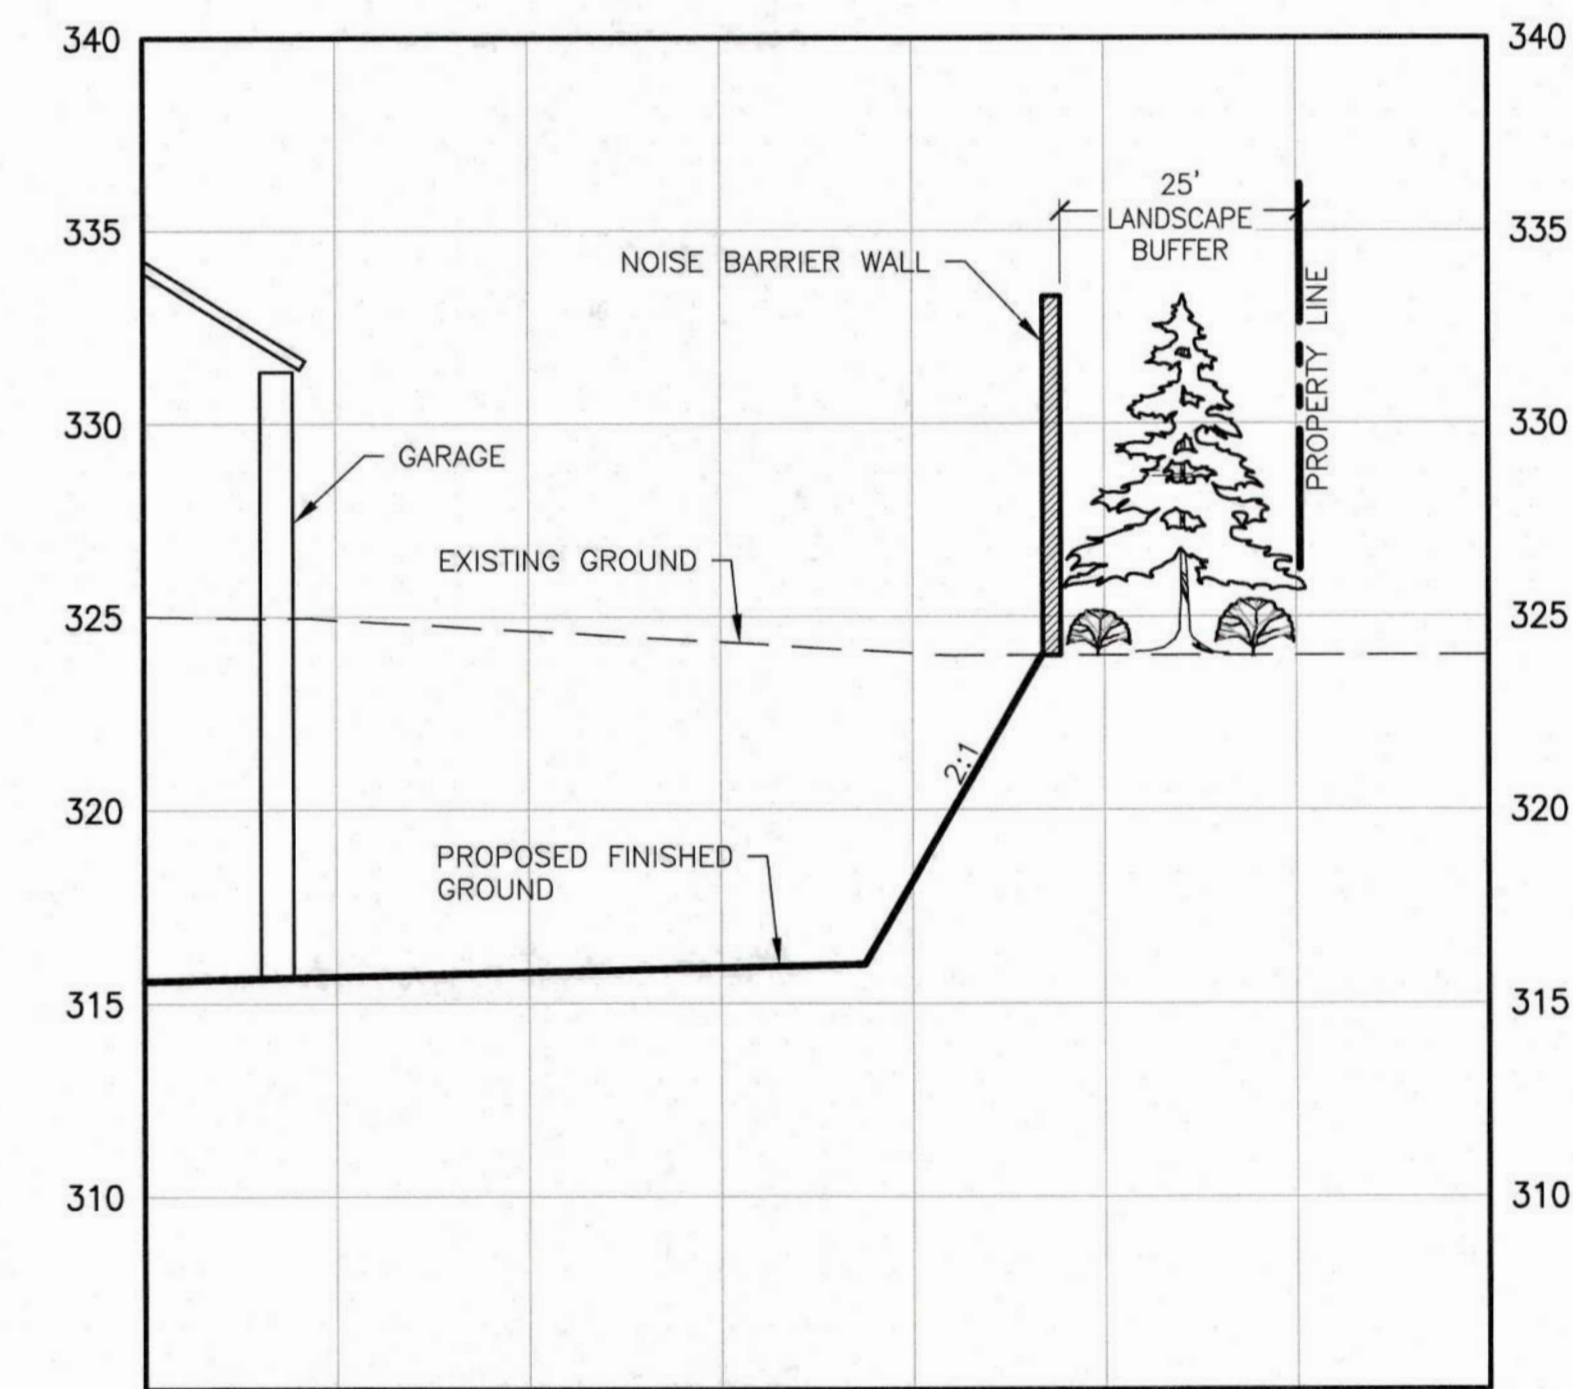 340
340
25'
LANDSCAPE
BUFFER
335
335
NOISE BARRIER WALL
PROPERTY LINE
330
330
GARAGE
EXISTING GROUND
325
325
2:1
320
320
PROPOSED FINISHED
GROUND
315
315
310
310